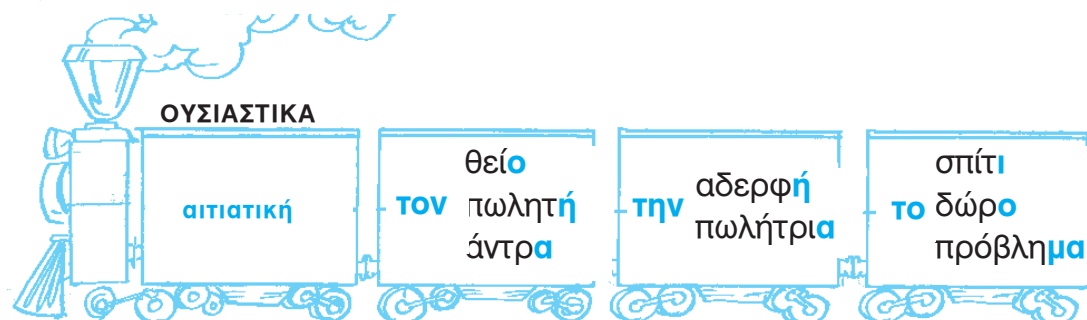 ΟΥΣΙΑΣΤΙΚΑ
αιτιατική
τον
θείο
πωλητή
άντρα
την
αδερφή
πωλήτρια
το
σπίτι
δώρο
πρόβλημα